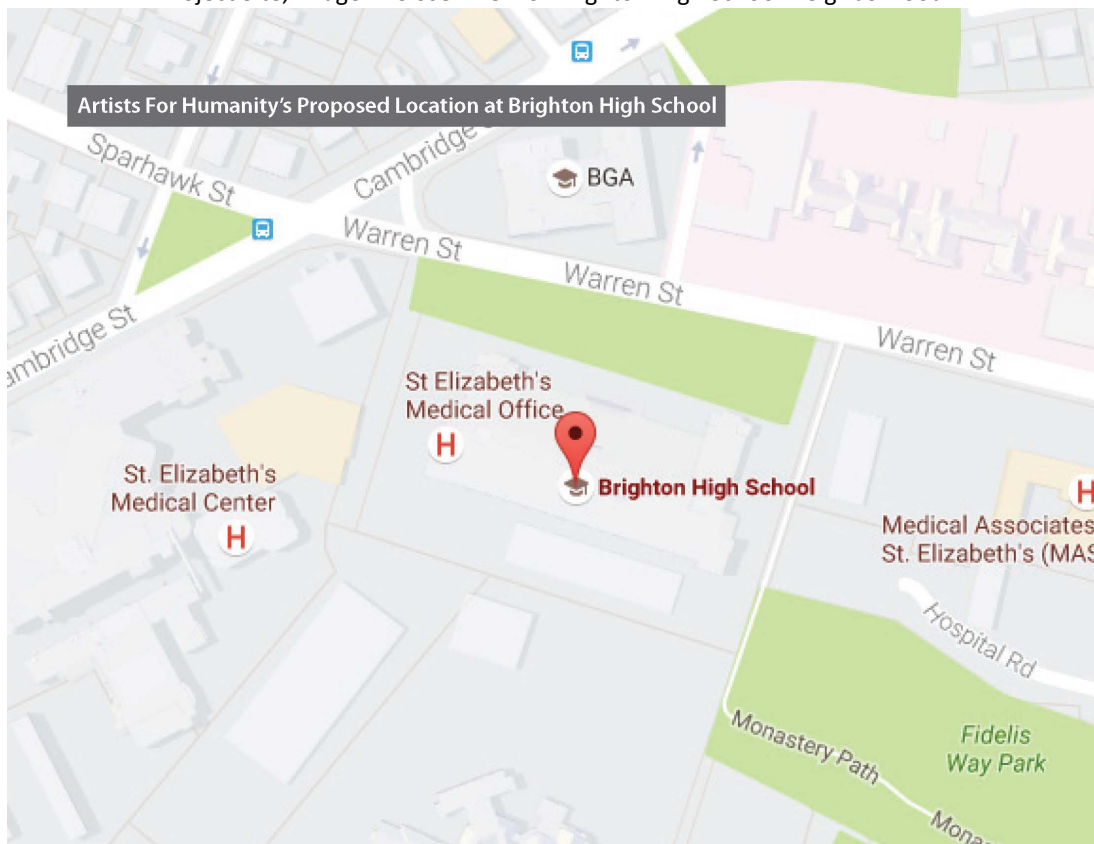 Artists For Humanity's Proposed Location at Brighton High School
Sparhawk St
Cambridge
BGA
Warren St
Warren St
Warren St
ambridge St
St Elizabeth's
Medical Office
Brighton High School
St. Elizabeth's
Medical Center
H
H
H
Medical Associates
St. Elizabeth's (MAS
Hospital Rd
Monastery Path
Fidelis
Way Park
Mona